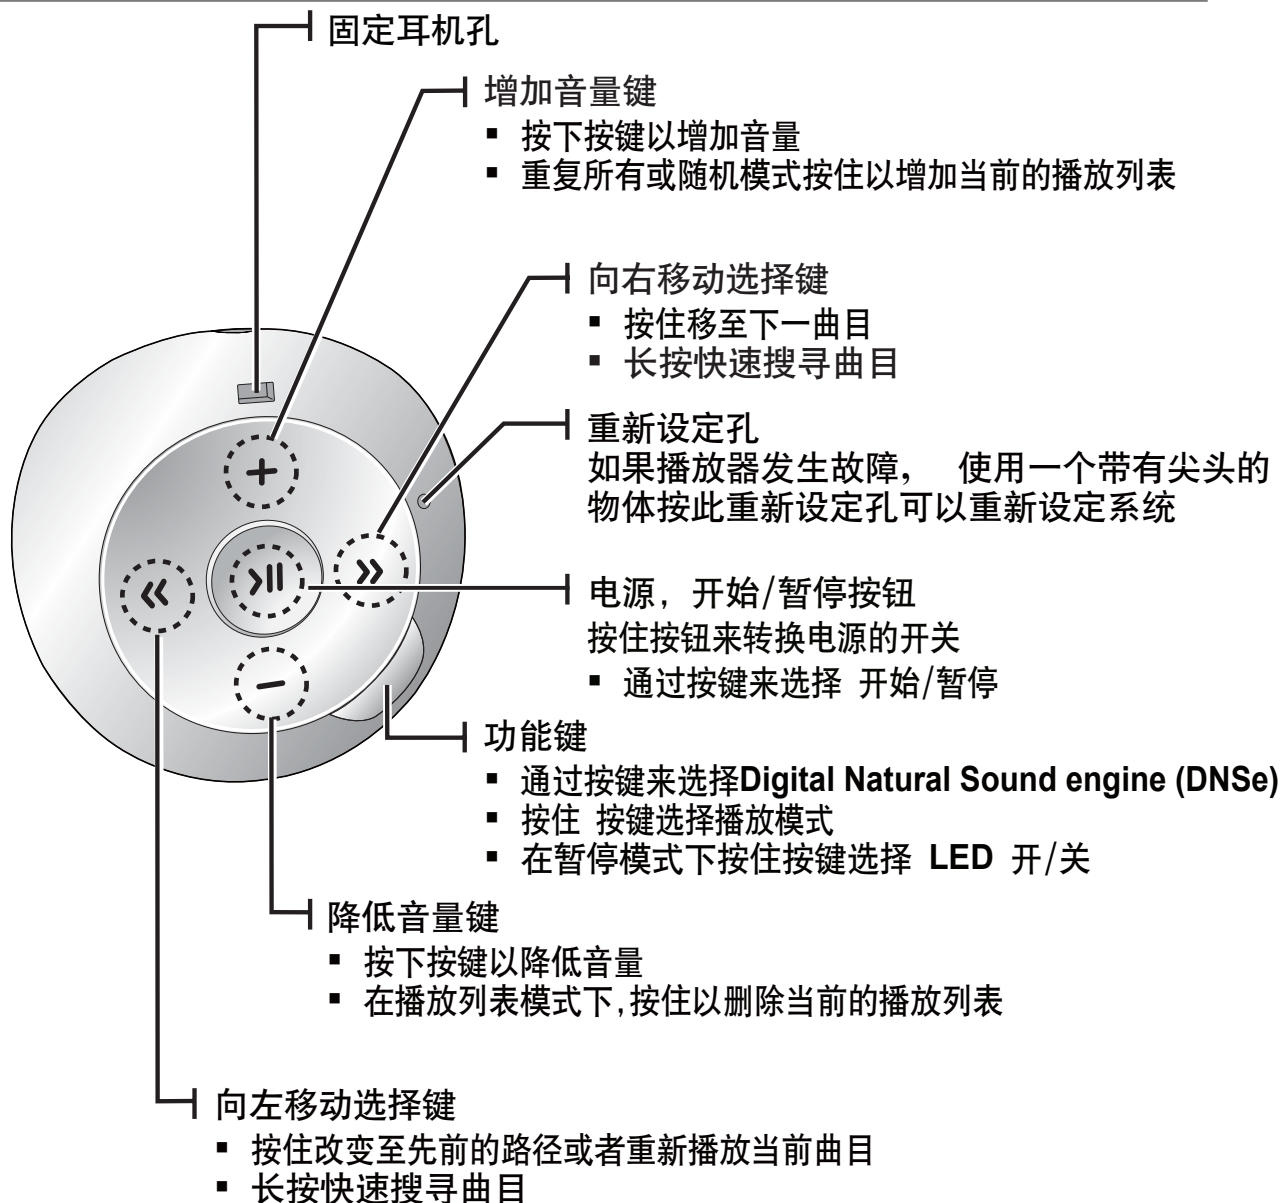 固定耳机孔
增加音量键
▪ 按下按键以增加音量
▪ 重复所有或随机模式按住以增加当前的播放列表
向右移动选择键
▪ 按住移至下一曲目
▪ 长按快速搜寻曲目
重新设定孔
如果播放器发生故障， 使用一个带有尖头的
物体按此重新设定孔可以重新设定系统
电源，开始/暂停按钮
按住按钮来转换电源的开关
▪ 通过按键来选择 开始/暂停
功能键
▪ 通过按键来选择Digital Natural Sound engine (DNSe)
▪ 按住 按键选择播放模式
▪ 在暂停模式下按住按键选择 LED 开/关
降低音量键
▪ 按下按键以降低音量
▪ 在播放列表模式下,按住以删除当前的播放列表
向左移动选择键
▪ 按住改变至先前的路径或者重新播放当前曲目
▪ 长按快速搜寻曲目